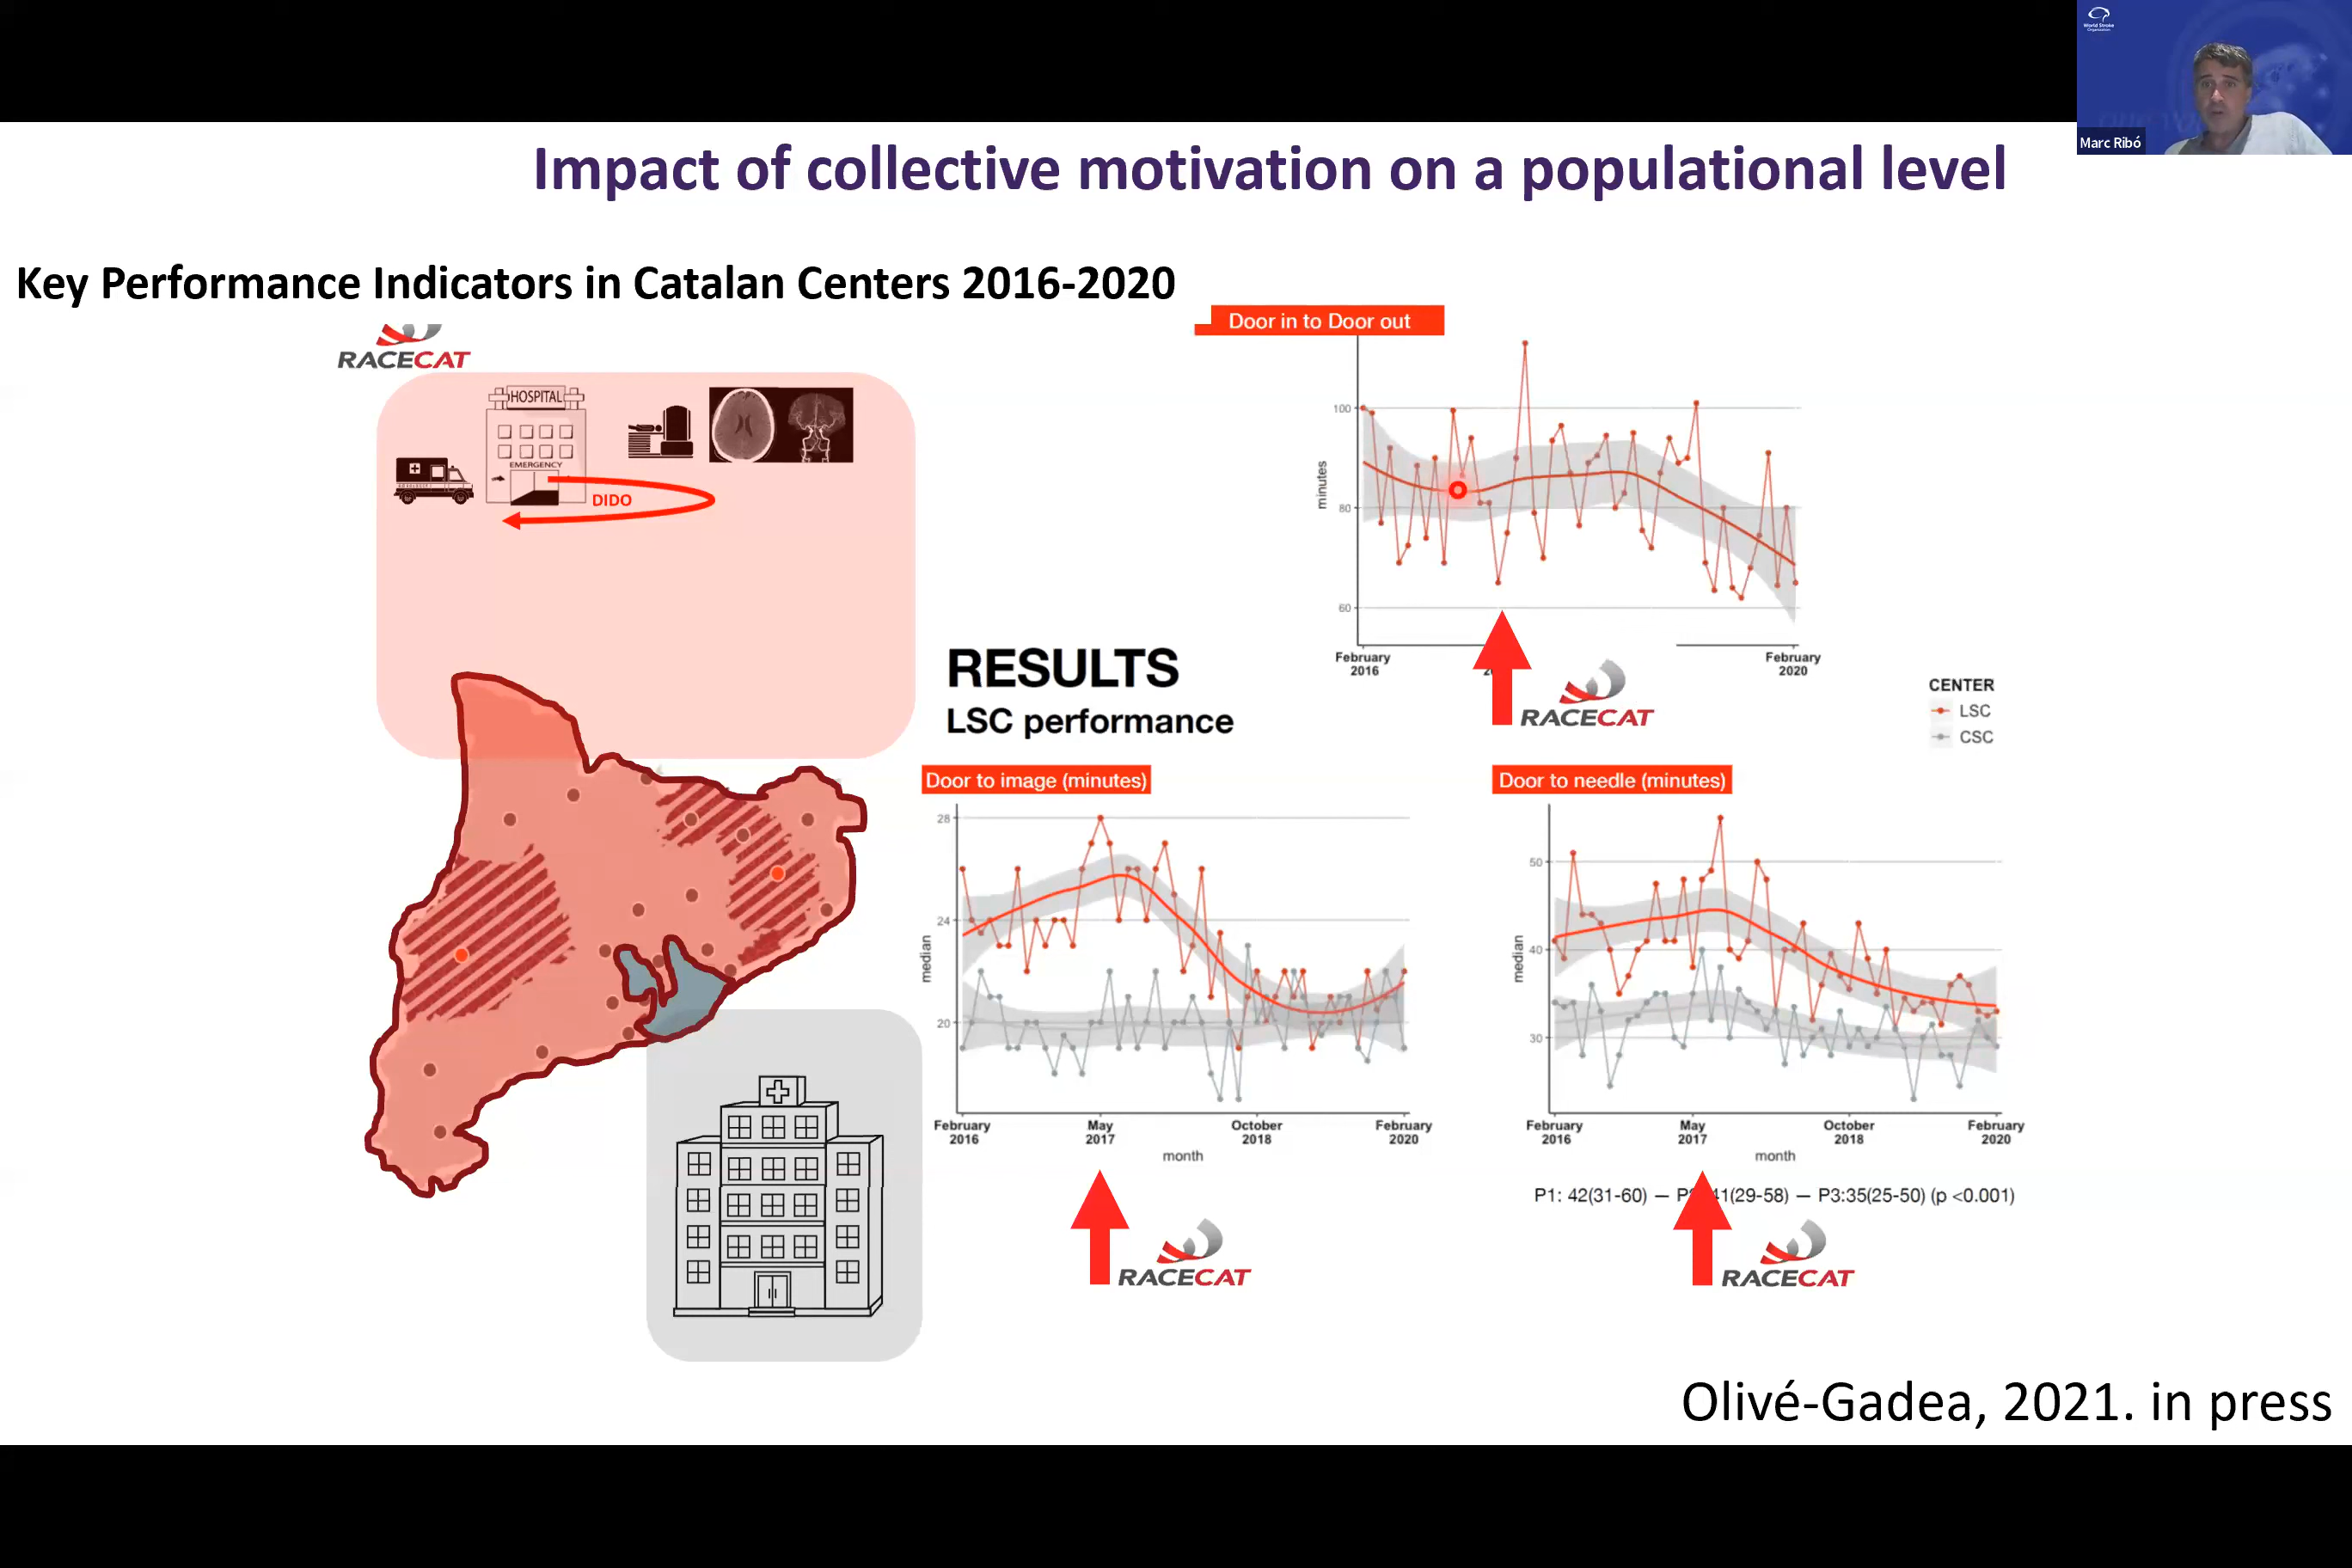 World Stroke
Organization
Marc Ribó
Impact of collective motivation on a populational level
Key Performance Indicators in Catalan Centers 2016-2020
RACECAT
HOSPITAL
EMERGENCY
DIDO
Door in to Door out
minutes
100
80
60
February
2016
February
2020
RACECAT
RESULTS
LSC performance
CENTER
LSC
CSC
Door to image (minutes)
median
28
24
20
February
2016
May
2017
October
2018
February
2020
month
RACECAT
Door to needle (minutes)
median
50
40
30
February
2016
May
2017
October
2018
February
2020
month
P1: 42(31-60) — 41(29-58) — P3:35(25-50) (p <0.001)
RACECAT
Olivé-Gadea, 2021. in press